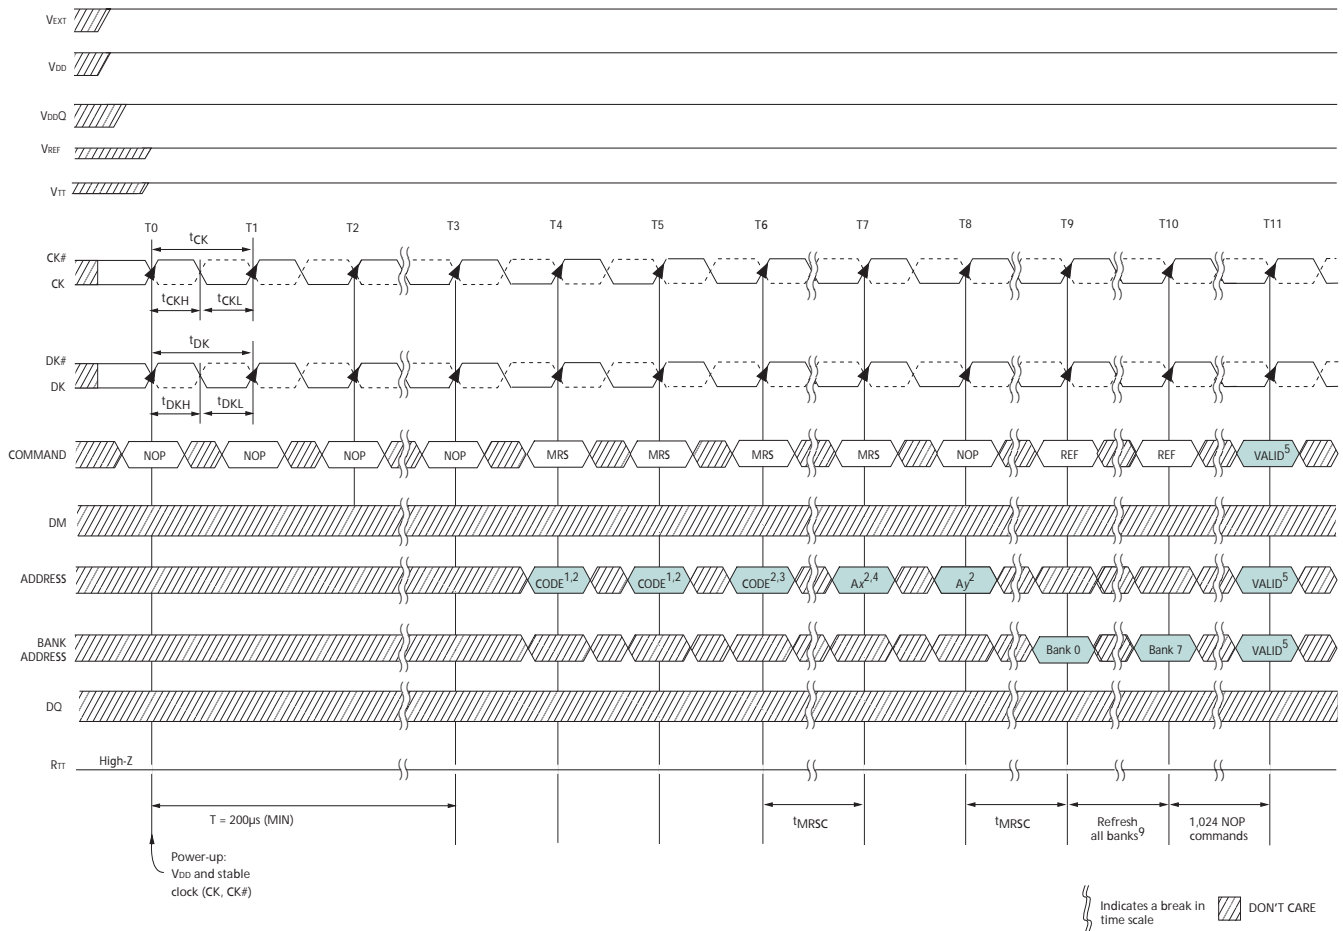 VEXT
VDD
VDDQ
VREF
VTT
T0 T1 T2 T3 T4 T5 T6 T7 T8 T9 T10 T11
tCK
CK#
CK
tCKH tCKL
tDK
DK#
DK
tDKH tDKL
COMMAND NOP NOP NOP NOP MRS MRS MRS MRS NOP REF REF VALID5
DM
ADDRESS CODE1,2 CODE1,2 CODE2,3 Ax2,4 Ay2 VALID5
BANK
ADDRESS Bank 0 Bank 7 VALID5
DQ
RTT High-Z
T = 200µs (MIN)
tMRSC
tMRSC
Refresh
all banks9
1,024 NOP
commands
Power-up:
VDD and stable
clock (CK, CK#)
Indicates a break in
time scale
DON'T CARE